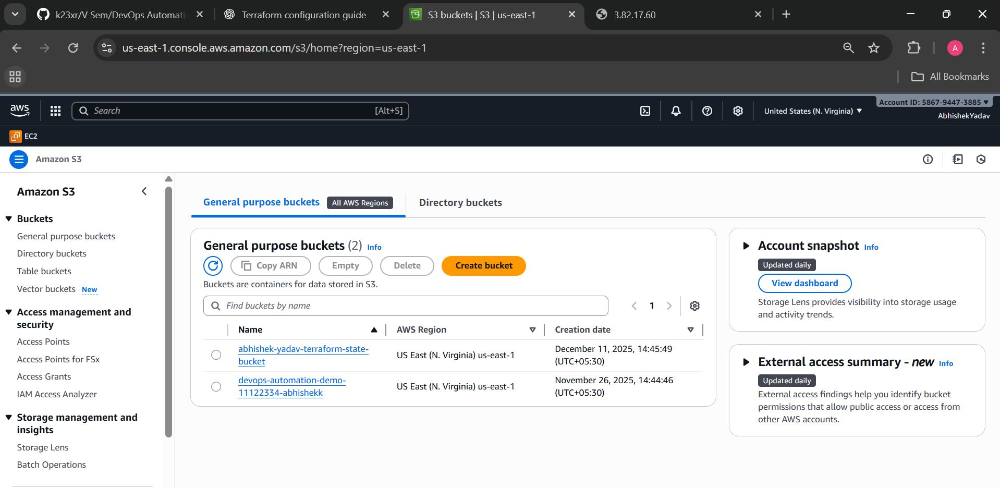 k23xr/V Sem/DevOps Automati
Terraform configuration guide
S3 buckets | S3 | us-east-1
3.82.17.60
us-east-1.console.aws.amazon.com/s3/home?region=us-east-1
A
All Bookmarks
aws
Search
[Alt+S]
United States (N. Virginia)
Account ID: 5867-9447-3885
AbhishekYadav
EC2
Amazon S3
Amazon S3
Buckets
General purpose buckets
Directory buckets
Table buckets
Vector buckets New
Access management and
security
Access Points
Access Points for FSx
Access Grants
IAM Access Analyzer
Storage management and
insights
Storage Lens
Batch Operations
General purpose buckets All AWS Regions
Directory buckets
General purpose buckets (2) Info
Copy ARN
Empty
Delete
Create bucket
Buckets are containers for data stored in S3.
Find buckets by name
1
Name
AWS Region
Creation date
abhishek-yadav-terraform-state-
bucket
US East (N. Virginia) us-east-1
December 11, 2025, 14:45:49
(UTC+05:30)
devops-automation-demo-
11122334-abhishekk
US East (N. Virginia) us-east-1
November 26, 2025, 14:44:46
(UTC+05:30)
Account snapshot Info
Updated daily
View dashboard
Storage Lens provides visibility into storage usage
and activity trends.
External access summary - new Info
Updated daily
External access findings help you identify bucket
permissions that allow public access or access from
other AWS accounts.